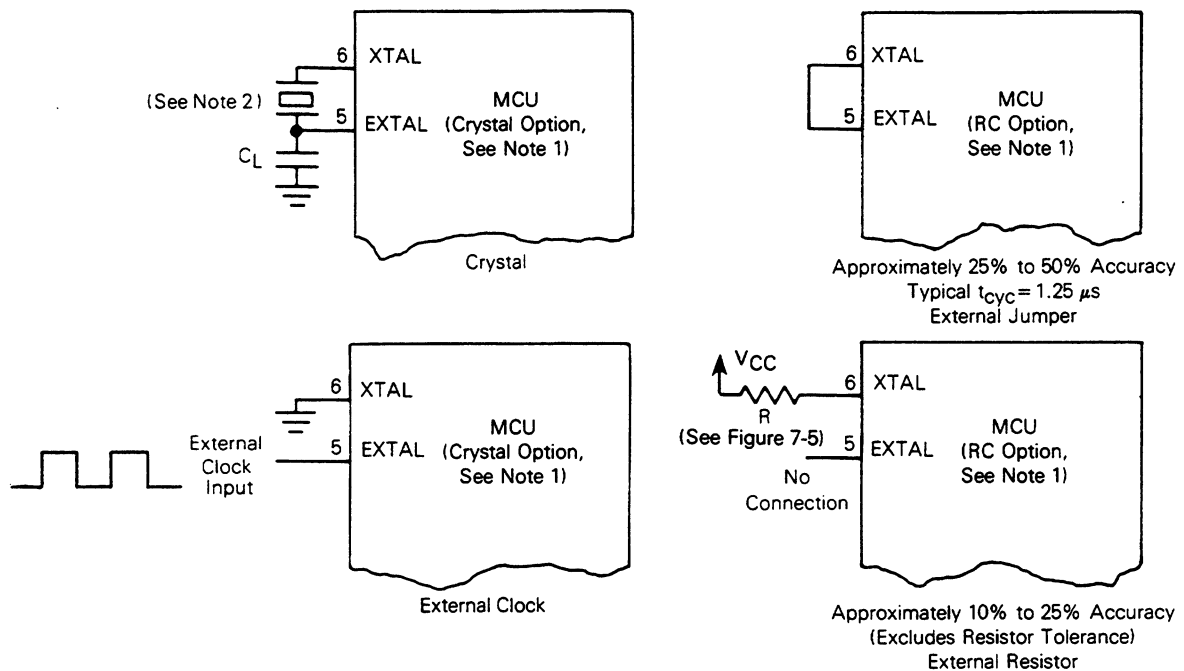 6 XTAL
(See Note 2)
5 EXTAL
CL
MCU
(Crystal Option,
See Note 1)
Crystal
6 XTAL
5 EXTAL
MCU
(RC Option,
See Note 1)
Approximately 25% to 50% Accuracy
Typical tcyc = 1.25 μs
External Jumper
6 XTAL
External
Clock
Input
5 EXTAL
MCU
(Crystal Option,
See Note 1)
External Clock
VCC
R
(See Figure 7-5)
6 XTAL
5 EXTAL
No
Connection
MCU
(RC Option,
See Note 1)
Approximately 10% to 25% Accuracy
(Excludes Resistor Tolerance)
External Resistor